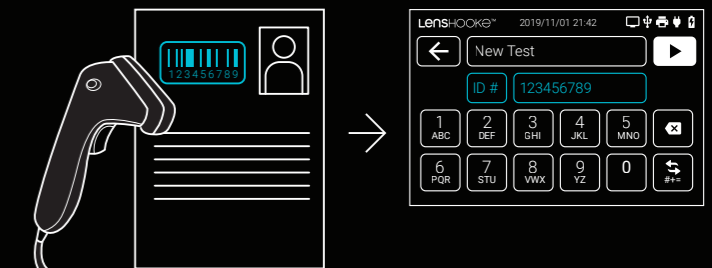 123456789
LENSHOOKE™ 2019/11/01 21:42
New Test
ID # 123456789
1 2 3 4 5
ABC DEF GHI JKL MNO
6 7 8 9 0
PQR STU VWX YZ #+=